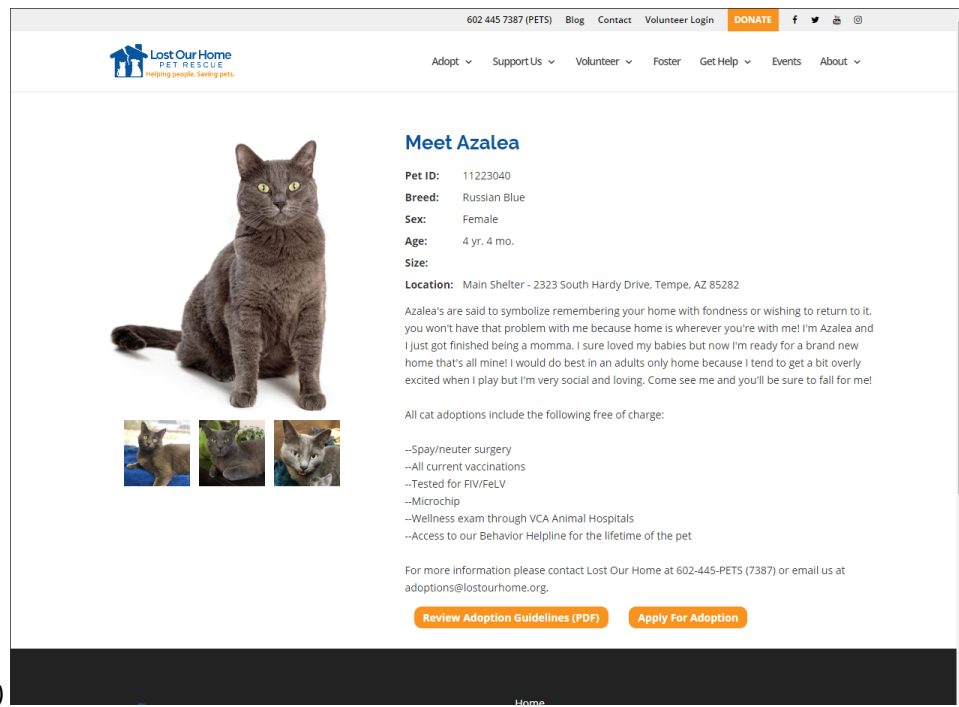 602 445 7387 (PETS) Blog Contact Volunteer Login DONATE
Lost Our Home
PET RESCUE
Helping people. Saving pets.
Adopt Support Us Volunteer Foster Get Help Events About
Meet Azalea
Pet ID: 11223040
Breed: Russian Blue
Sex: Female
Age: 4 yr. 4 mo.
Size:
Location: Main Shelter - 2323 South Hardy Drive, Tempe, AZ 85282
Azalea's are said to symbolize remembering your home with fondness or wishing to return to it.
you won't have that problem with me because home is wherever you're with me! I'm Azalea and
I just got finished being a momma. I sure loved my babies but now I'm ready for a brand new
home that's all mine! I would do best in an adults only home because I tend to get a bit overly
excited when I play but I'm very social and loving. Come see me and you'll be sure to fall for me!
All cat adoptions include the following free of charge:
--Spay/neuter surgery
--All current vaccinations
--Tested for FIV/FeLV
--Microchip
--Wellness exam through VCA Animal Hospitals
--Access to our Behavior Helpline for the lifetime of the pet
For more information please contact Lost Our Home at 602-445-PETS (7387) or email us at
adoptions@lostourhome.org.
Review Adoption Guidelines (PDF) Apply For Adoption
)
Home